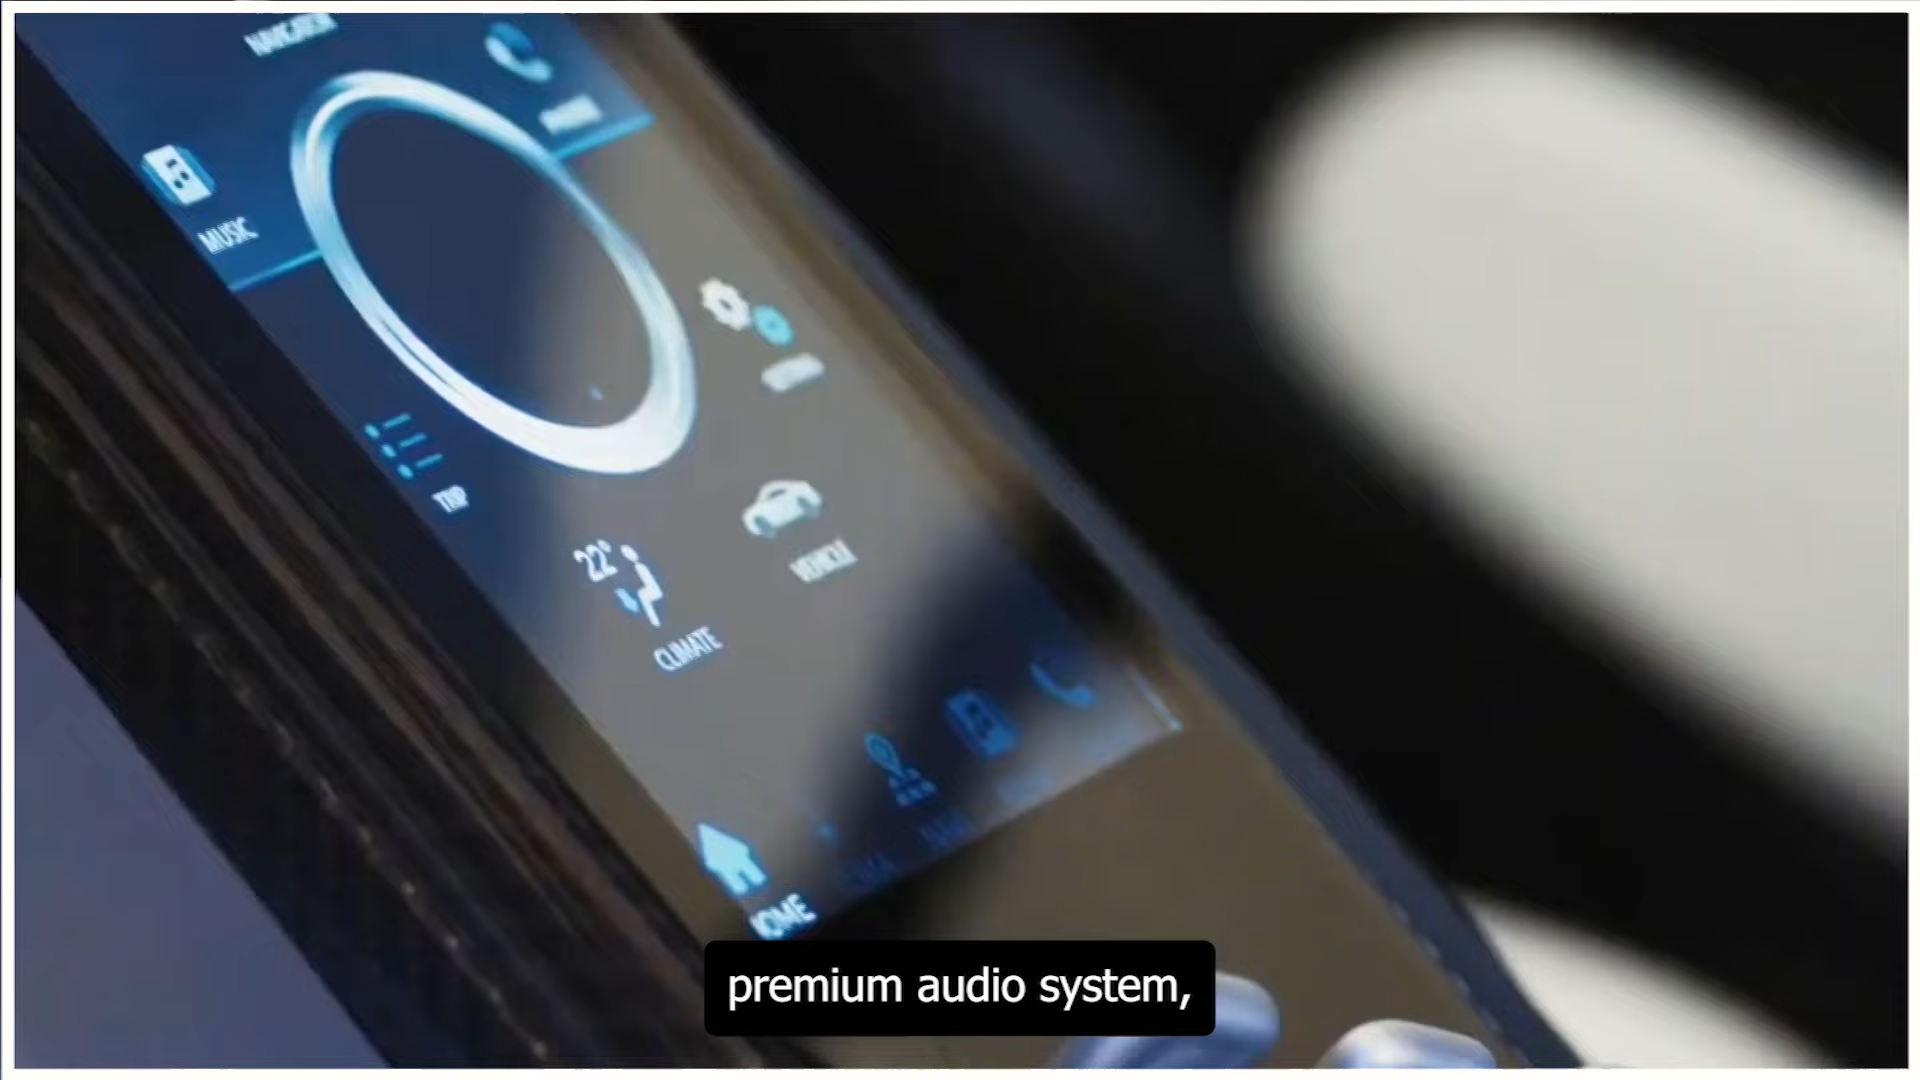 NAVIGATION
MUSIC
TRIP
22°
CLIMATE
VEHICLE
HOME
premium audio system,